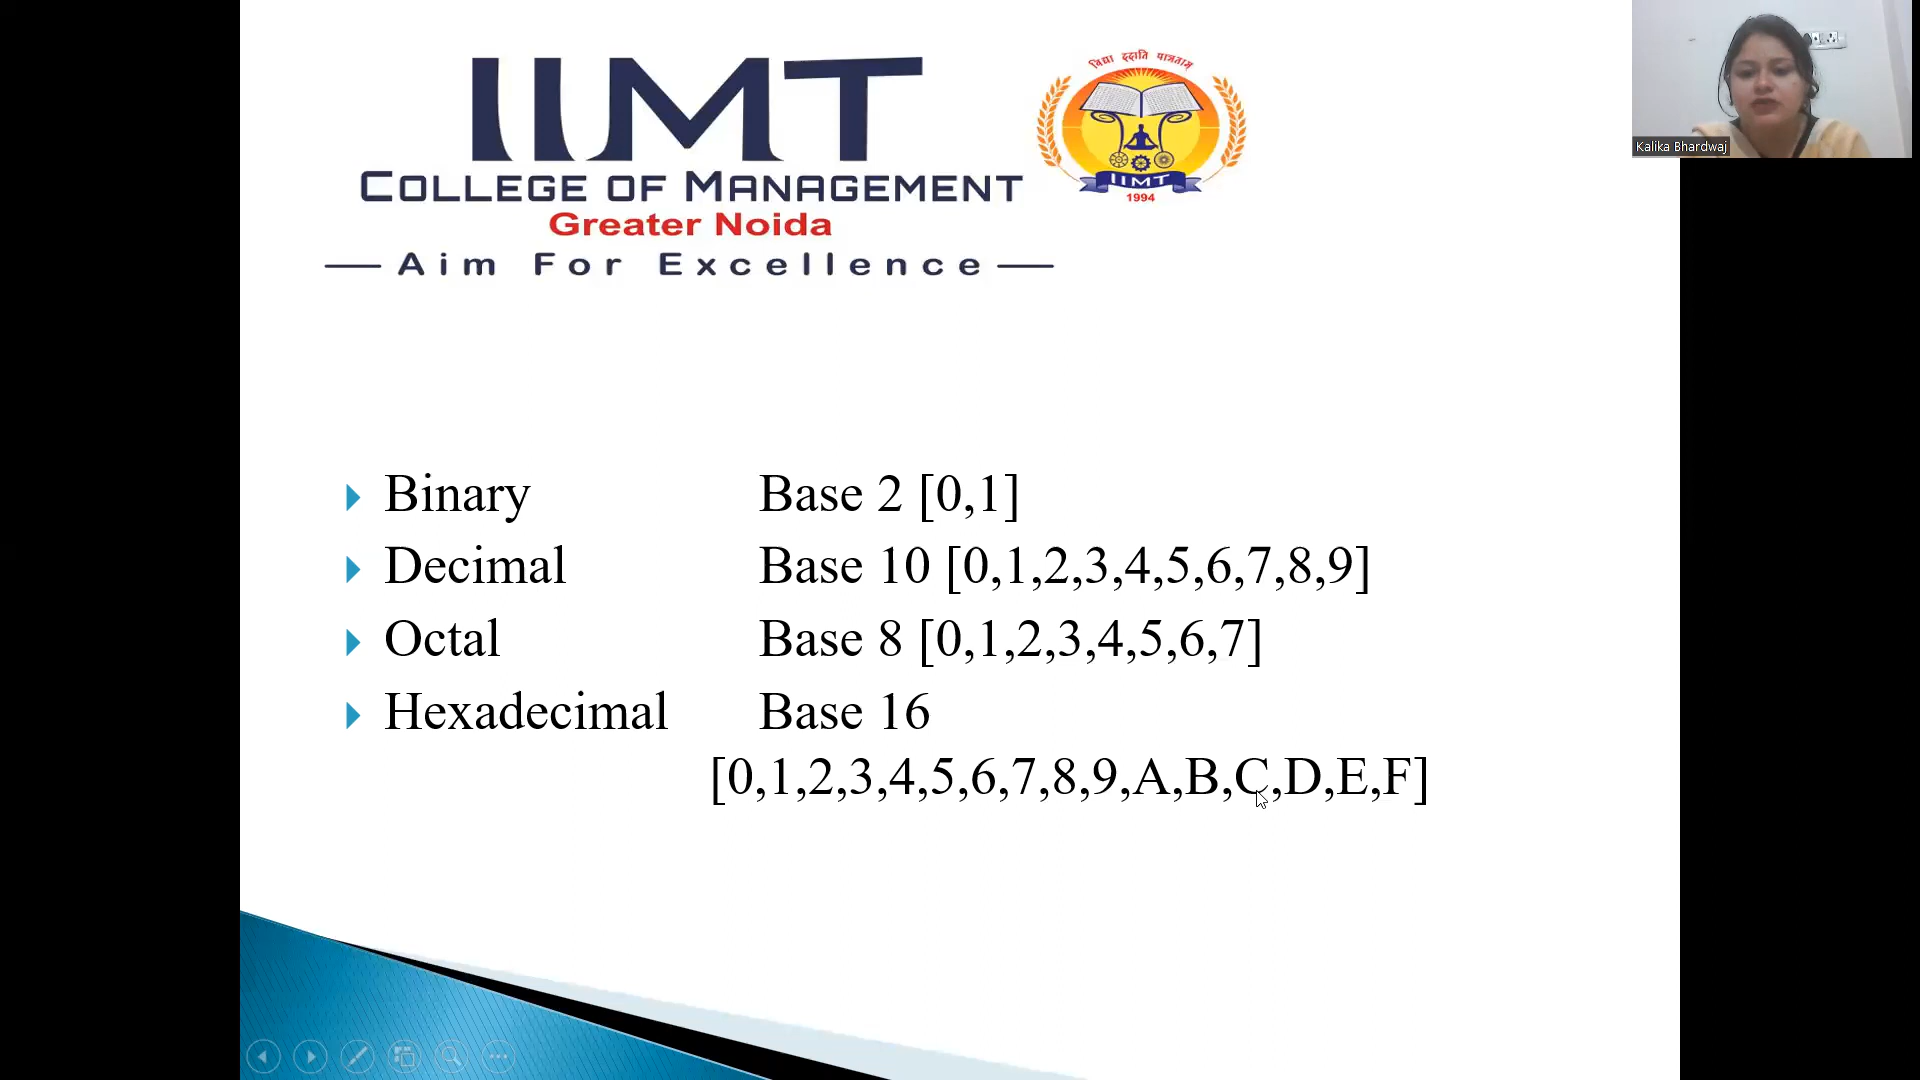 IIMT
COLLEGE OF MANAGEMENT
Greater Noida
Aim For Excellence
विद्या ददाति पात्रताम्
IIMT
1994
Kalika Bhardwaj
Binary Base 2 [0,1]
Decimal Base 10 [0,1,2,3,4,5,6,7,8,9]
Octal Base 8 [0,1,2,3,4,5,6,7]
Hexadecimal Base 16
[0,1,2,3,4,5,6,7,8,9,A,B,C,D,E,F]